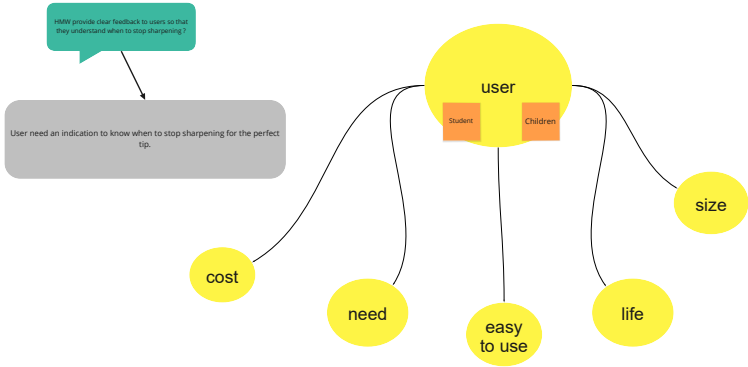 HMW provide clear feedback to users so that
they understand when to stop sharpening ?
User need an indication to know when to stop sharpening for the perfect
tip.
user
Student
Children
size
cost
need
easy
to use
life